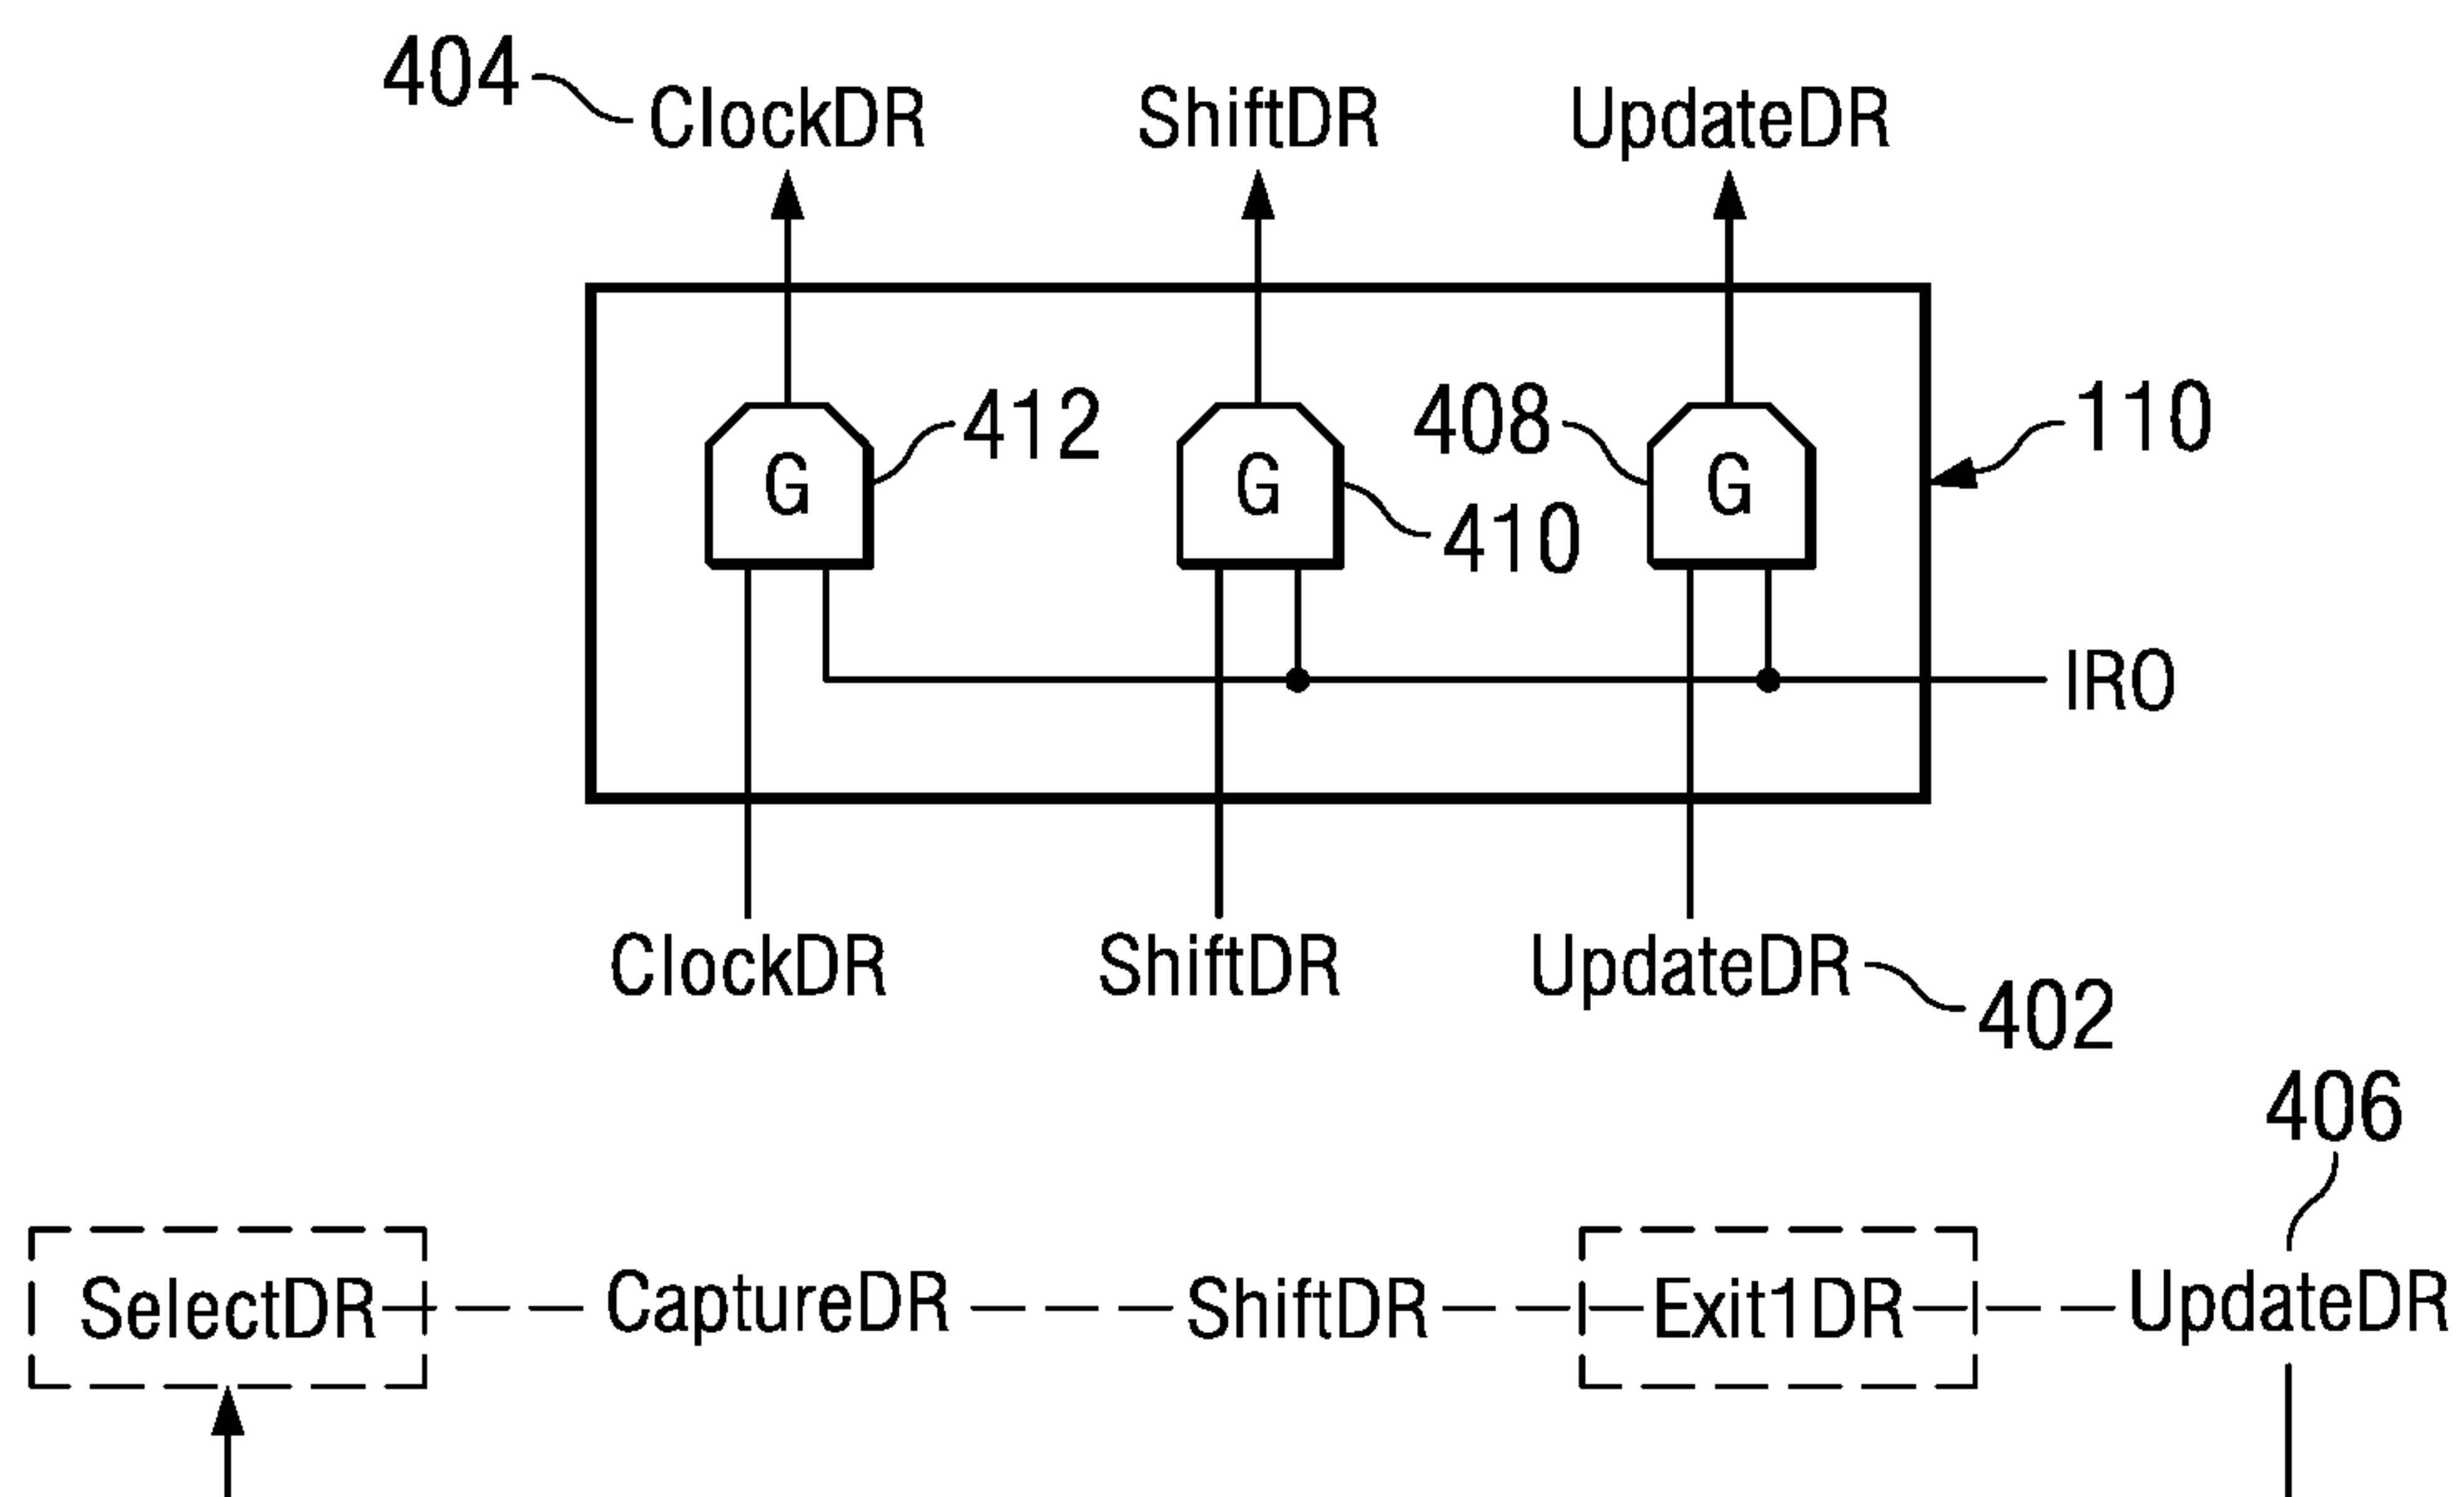 404 ClockDR ShiftDR UpdateDR
412 408 110
G G G
410
IRO
ClockDR ShiftDR UpdateDR
402
406
SelectDR CaptureDR ShiftDR Exit1DR UpdateDR